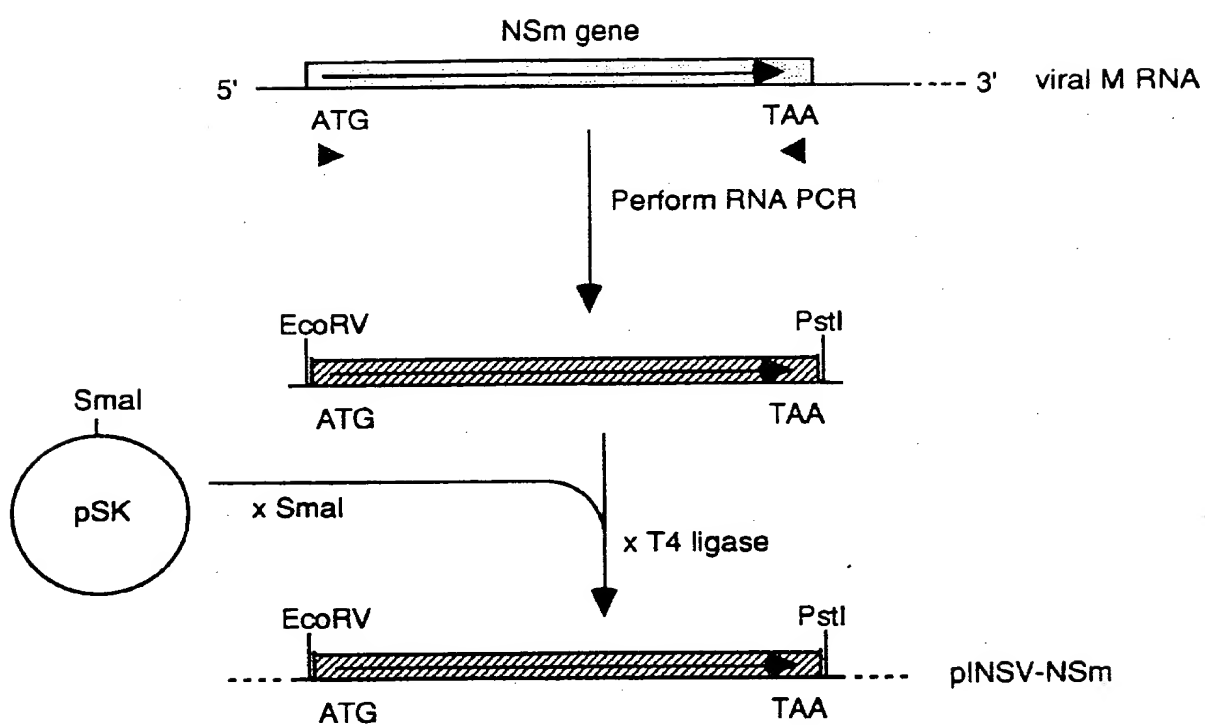 NSm gene
5'
3'
viral M RNA
ATG
TAA
Perform RNA PCR
EcoRV
PstI
SmaI
ATG
TAA
pSK
x SmaI
x T4 ligase
EcoRV
PstI
pINSV-NSm
ATG
TAA